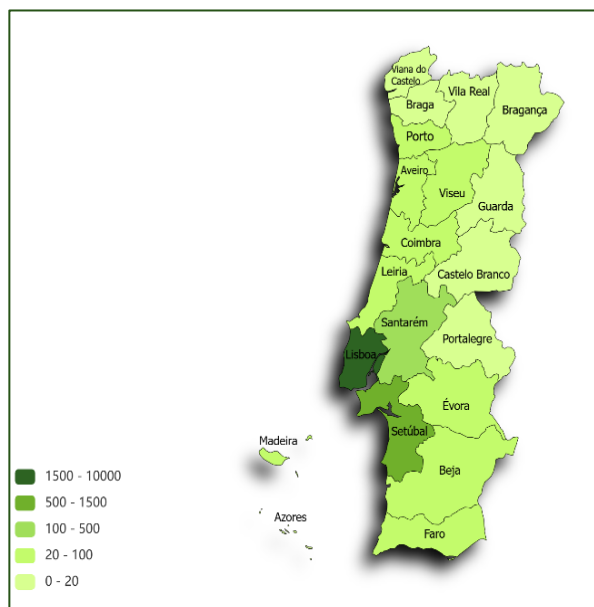 Viana do
Castelo
Braga
Vila Real
Bragança
Porto
Aveiro
Viseu
Guarda
Coimbra
Leiria
Castelo Branco
Santarém
Lisboa
Portalegre
Évora
Setúbal
Madeira
Beja
Azores
Faro
1500 - 10000
500 - 1500
100 - 500
20 - 100
0 - 20